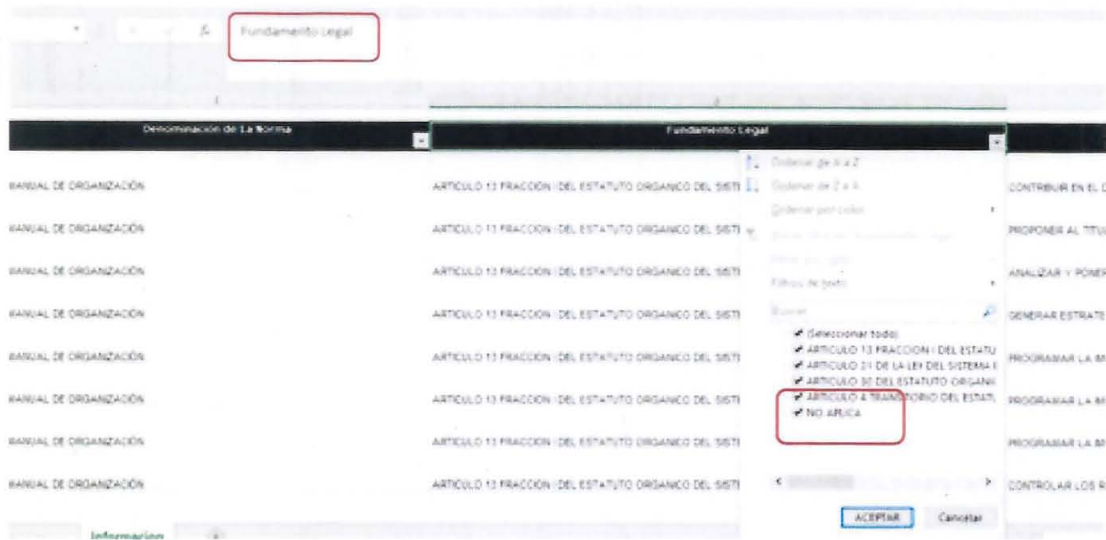 Fundamento Legal
Denominación de La Norma
Fundamento Legal
Ordenar de A a Z
Ordenar de Z a A
Ordenar por color
Filtros de texto
Buscar
(Seleccionar todo)
ARTICULO 13 FRACCION I DEL ESTATU
ARTICULO 21 DE LA LEY DEL SISTEMA
ARTICULO 30 DEL ESTATUTO ORGANI
ARTICULO 4 TRANSITORIO DEL ESTATU
NO APLICA
ACEPTAR Cancelar
MANUAL DE ORGANIZACIÓN ARTICULO 13 FRACCION I DEL ESTATUTO ORGANICO DEL SISTE CONTRIBUIR EN EL
MANUAL DE ORGANIZACIÓN ARTICULO 13 FRACCION I DEL ESTATUTO ORGANICO DEL SISTE PROPONER AL TITU
MANUAL DE ORGANIZACIÓN ARTICULO 13 FRACCION I DEL ESTATUTO ORGANICO DEL SISTE ANALIZAR Y PONER
MANUAL DE ORGANIZACIÓN ARTICULO 13 FRACCION I DEL ESTATUTO ORGANICO DEL SISTE GENERAR ESTRATE
MANUAL DE ORGANIZACIÓN ARTICULO 13 FRACCION I DEL ESTATUTO ORGANICO DEL SISTE PROGRAMAR LA IM
MANUAL DE ORGANIZACIÓN ARTICULO 13 FRACCION I DEL ESTATUTO ORGANICO DEL SISTE PROGRAMAR LA IM
MANUAL DE ORGANIZACIÓN ARTICULO 13 FRACCION I DEL ESTATUTO ORGANICO DEL SISTE PROGRAMAR LA IM
MANUAL DE ORGANIZACIÓN ARTICULO 13 FRACCION I DEL ESTATUTO ORGANICO DEL SISTE CONTROLAR LOS R
Informacion